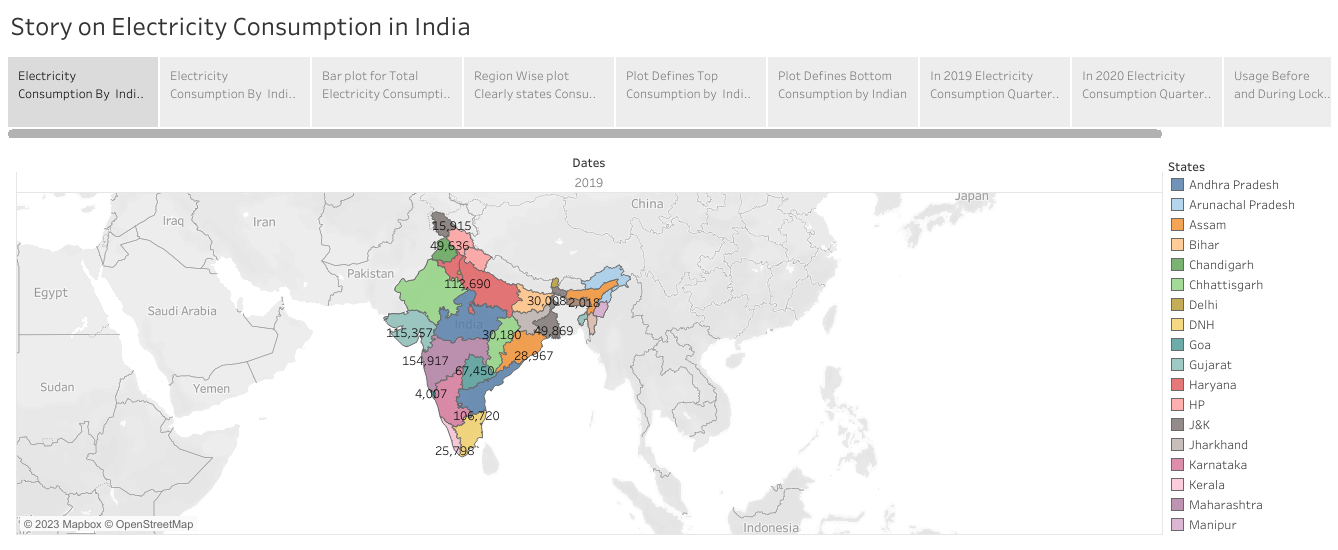 Story on Electricity Consumption in India
Electricity
Consumption By Indi..
Electricity
Consumption By Indi..
Bar plot for Total
Electricity Consumpti..
Region Wise plot
Clearly states Consu..
Plot Defines Top
Consumption by Indi..
Plot Defines Bottom
Consumption by Indian
In 2019 Electricity
Consumption Quarter..
In 2020 Electricity
Consumption Quarter..
Usage Before
and During Lock..
Dates
2019
States
Andhra Pradesh
Arunachal Pradesh
Assam
Bihar
Chandigarh
Chhattisgarh
Delhi
DNH
Goa
Gujarat
Haryana
HP
J&K
Jharkhand
Karnataka
Kerala
Maharashtra
Manipur
Japan
China
Iraq
Iran
15,915
49,636
Pakistan
112,690
Egypt
30,008
2,018
Saudi Arabia
India
115,357
30,180
49,869
28,967
154,917
67,450
Sudan
Yemen
4,007
106,720
25,798
Indonesia
© 2023 Mapbox © OpenStreetMap